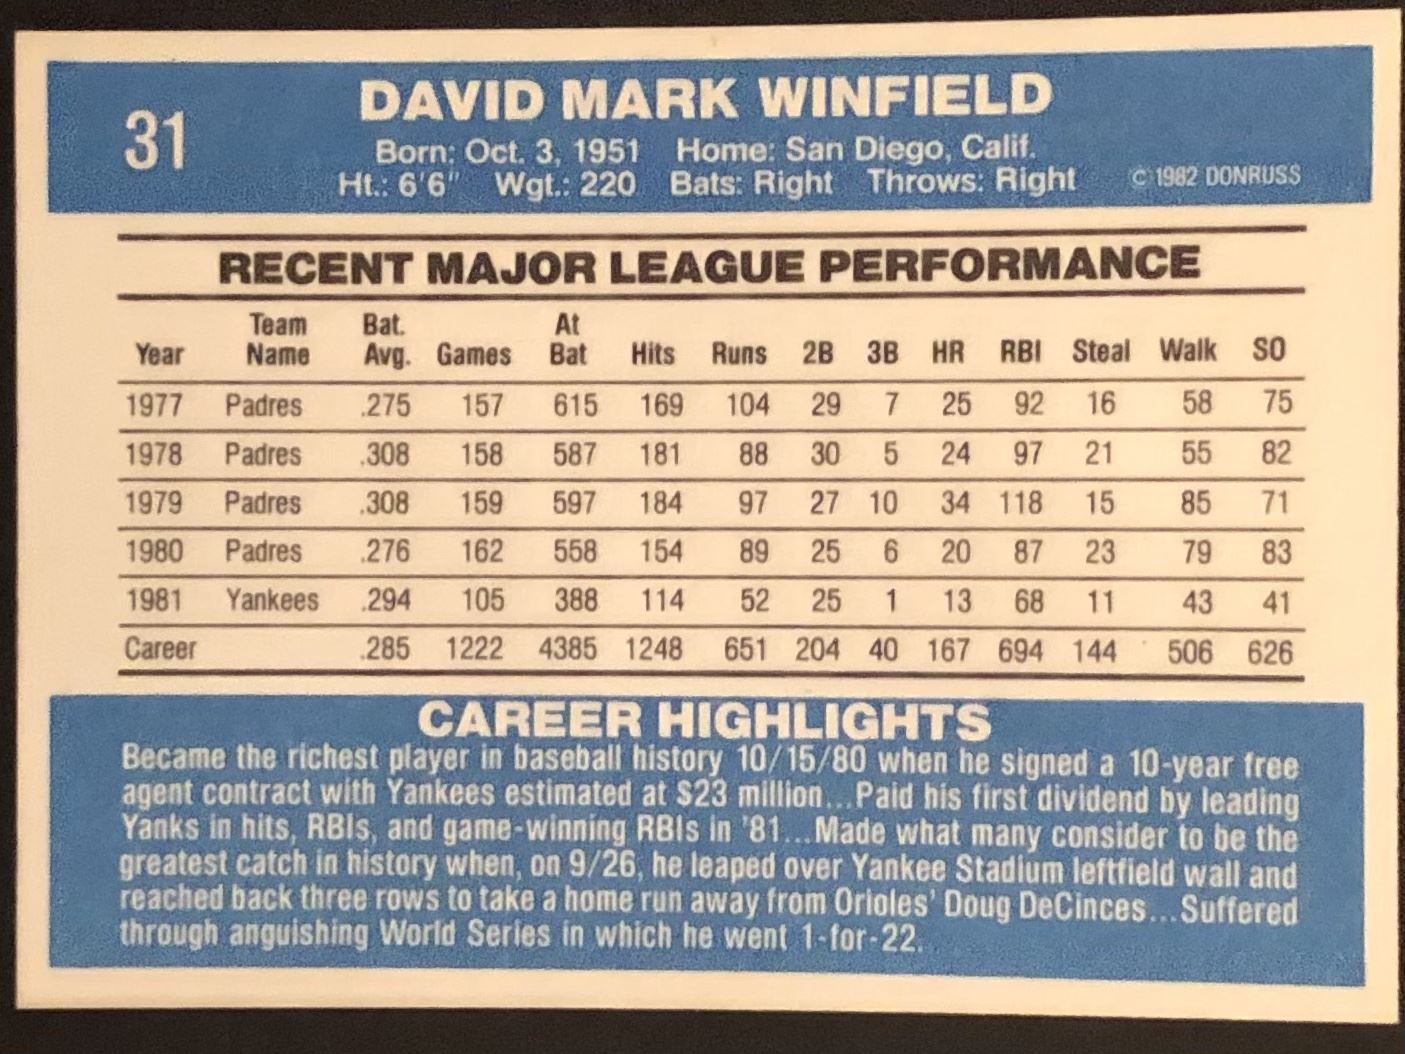 31
DAVID MARK WINFIELD
Born: Oct. 3, 1951 Home: San Diego, Calif.
Ht.: 6'6" Wgt.: 220 Bats: Right Throws: Right © 1982 DONRUSS
RECENT MAJOR LEAGUE PERFORMANCE
Year Team Name Bat. Avg. Games At Bat Hits Runs 2B 3B HR RBI Steal Walk SO
1977 Padres .275 157 615 169 104 29 7 25 92 16 58 75
1978 Padres .308 158 587 181 88 30 5 24 97 21 55 82
1979 Padres .308 159 597 184 97 27 10 34 118 15 85 71
1980 Padres .276 162 558 154 89 25 6 20 87 23 79 83
1981 Yankees .294 105 388 114 52 25 1 13 68 11 43 41
Career .285 1222 4385 1248 651 204 40 167 694 144 506 626
CAREER HIGHLIGHTS
Became the richest player in baseball history 10/15/80 when he signed a 10-year free
agent contract with Yankees estimated at $23 million...Paid his first dividend by leading
Yanks in hits, RBIs, and game-winning RBIs in '81...Made what many consider to be the
greatest catch in history when, on 9/26, he leaped over Yankee Stadium leftfield wall and
reached back three rows to take a home run away from Orioles' Doug DeCinces...Suffered
through anguishing World Series in which he went 1-for-22.